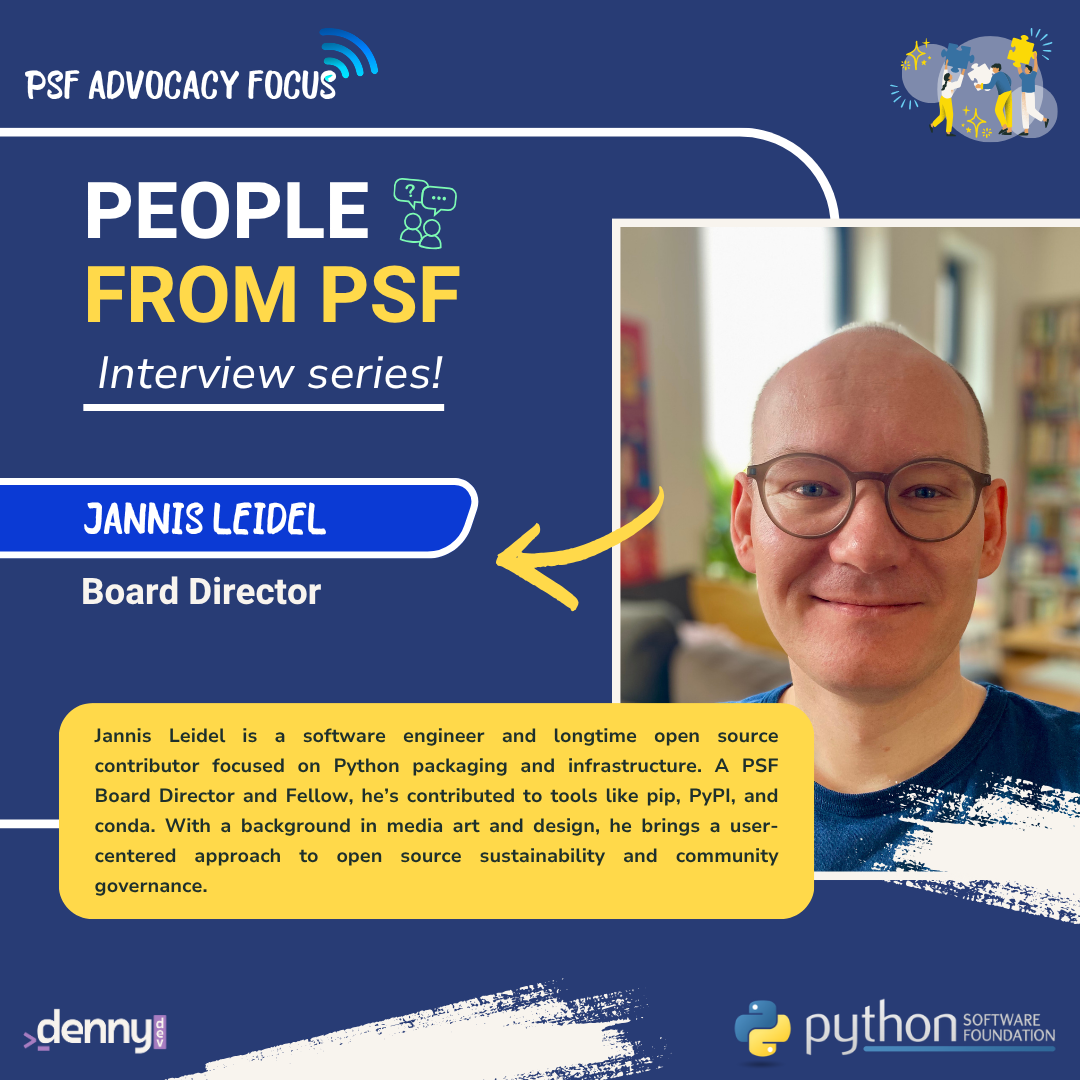 PSF ADVOCACY FOCUS
PEOPLE
?
FROM PSF
Interview series!
JANNIS LEIDEL
Board Director
Jannis Leidel is a software engineer and longtime open source
contributor focused on Python packaging and infrastructure. A PSF
Board Director and Fellow, he’s contributed to tools like pip, PyPI, and
conda. With a background in media art and design, he brings a user-
centered approach to open source sustainability and community
governance.
>_denny dev
python SOFTWARE
FOUNDATION